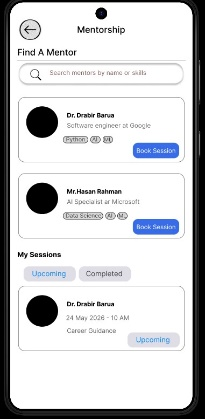 Mentorship
Find A Mentor
Search mentors by name or skills
Dr. Drabir Barua
Software engineer at Google
Python AI ML
Book Session
Mr.Hasan Rahman
AI Specialist ar Microsoft
Data Science AI ML
Book Session
My Sessions
Upcoming Completed
Dr. Drabir Barua
24 May 2026 - 10 AM
Career Guidance
Upcoming